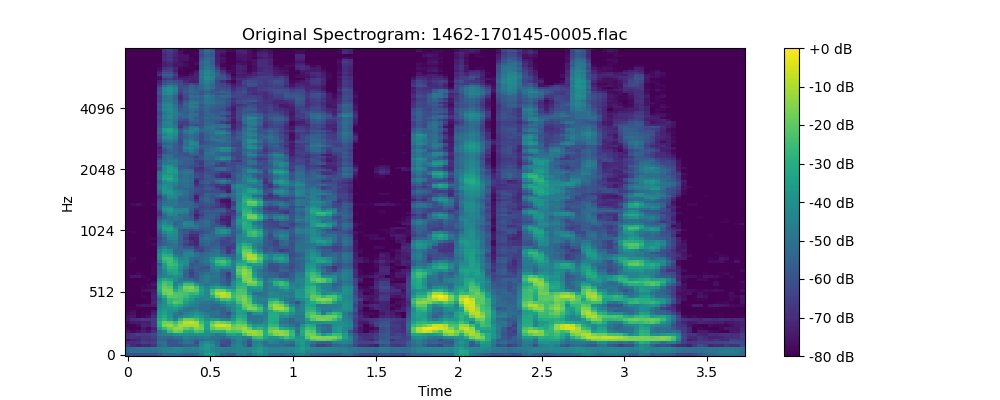 Original Spectrogram: 1462-170145-0005.flac
Hz
4096
2048
1024
512
0
0 0.5 1 1.5 2 2.5 3 3.5
Time
+0 dB
-10 dB
-20 dB
-30 dB
-40 dB
-50 dB
-60 dB
-70 dB
-80 dB